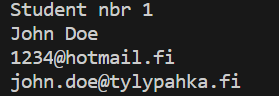 Student nbr 1
John Doe
1234@hotmail.fi
john.doe@tylypahka.fi